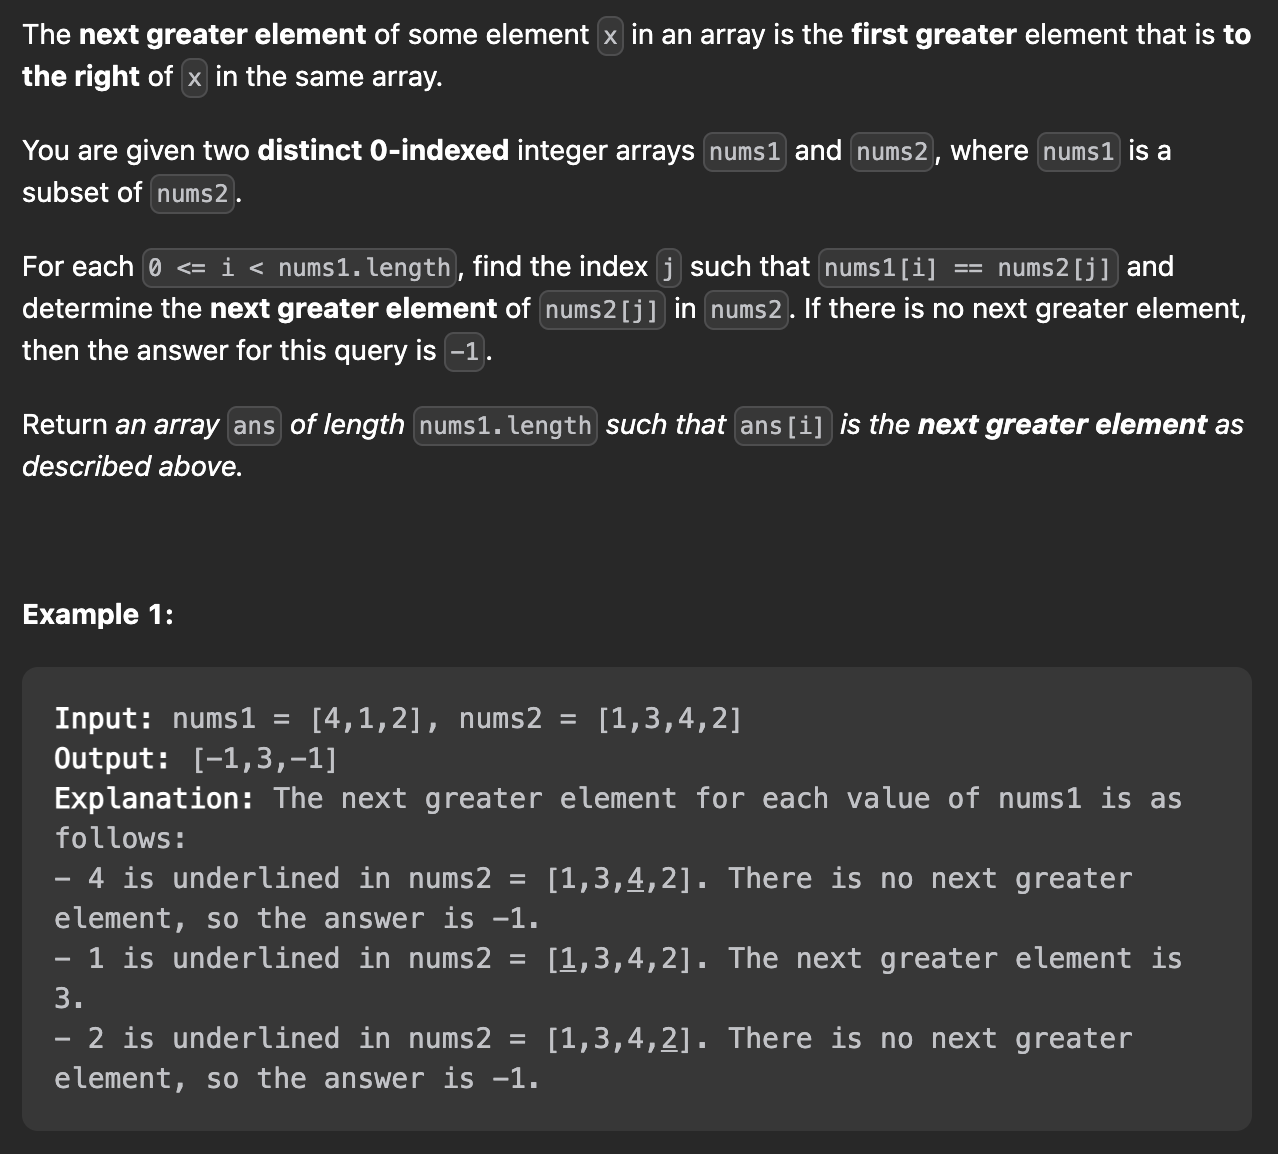 The next greater element of some element x in an array is the first greater element that is to
the right of x in the same array.
You are given two distinct 0-indexed integer arrays nums1 and nums2, where nums1 is a
subset of nums2.
For each 0 <= i < nums1.length, find the index j such that nums1[i] == nums2[j] and
determine the next greater element of nums2[j] in nums2. If there is no next greater element,
then the answer for this query is -1.
Return an array ans of length nums1.length such that ans[i] is the next greater element as
described above.
Example 1:
Input: nums1 = [4,1,2], nums2 = [1,3,4,2]
Output: [-1,3,-1]
Explanation: The next greater element for each value of nums1 is as
follows:
- 4 is underlined in nums2 = [1,3,4,2]. There is no next greater
element, so the answer is -1.
- 1 is underlined in nums2 = [1,3,4,2]. The next greater element is
3.
- 2 is underlined in nums2 = [1,3,4,2]. There is no next greater
element, so the answer is -1.